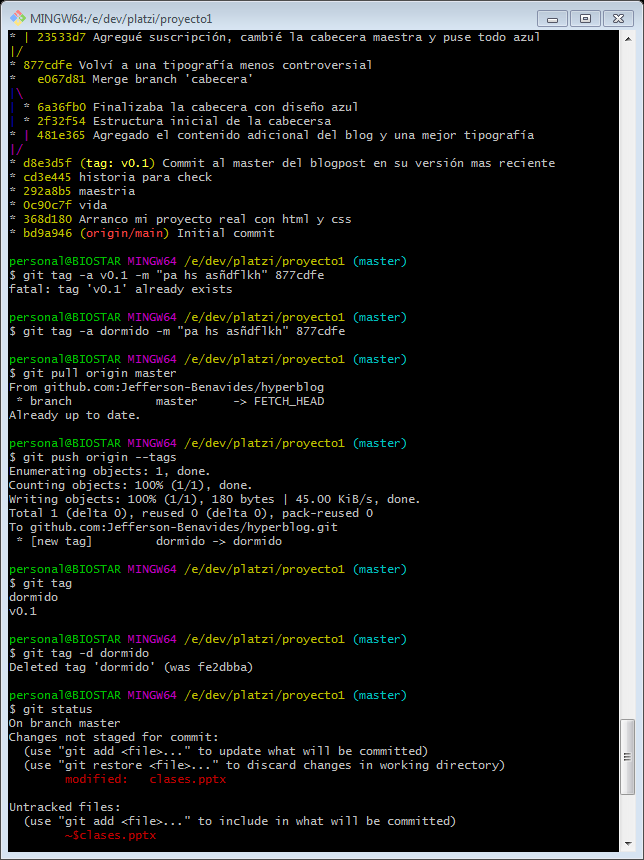 MINGW64:/e/dev/platzi/proyecto1
* | 23533d7 Agregué suscripción, cambié la cabecera maestra y puse todo azul
|/
* 877cdfe Volví a una tipografía menos controversial
*   e067d81 Merge branch 'cabecera'
|\
| * 6a36fb0 Finalizaba la cabecera con diseño azul
| * 2f32f54 Estructura inicial de la cabecersa
* | 481e365 Agregado el contenido adicional del blog y una mejor tipografía
|/
* d8e3d5f (tag: v0.1) Commit al master del blogpost en su versión mas reciente
* cd3e445 historia para check
* 292a8b5 maestria
* 0c90c7f vida
* 368d180 Arranco mi proyecto real con html y css
* bd9a946 (origin/main) Initial commit
personal@BIOSTAR MINGW64 /e/dev/platzi/proyecto1 (master)
$ git tag -a v0.1 -m "pa hs asñdflkh" 877cdfe
fatal: tag 'v0.1' already exists
personal@BIOSTAR MINGW64 /e/dev/platzi/proyecto1 (master)
$ git tag -a dormido -m "pa hs asñdflkh" 877cdfe
personal@BIOSTAR MINGW64 /e/dev/platzi/proyecto1 (master)
$ git pull origin master
From github.com:Jefferson-Benavides/hyperblog
 * branch            master     -> FETCH_HEAD
Already up to date.
personal@BIOSTAR MINGW64 /e/dev/platzi/proyecto1 (master)
$ git push origin --tags
Enumerating objects: 1, done.
Counting objects: 100% (1/1), done.
Writing objects: 100% (1/1), 180 bytes | 45.00 KiB/s, done.
Total 1 (delta 0), reused 0 (delta 0), pack-reused 0
To github.com:Jefferson-Benavides/hyperblog.git
 * [new tag]         dormido -> dormido
personal@BIOSTAR MINGW64 /e/dev/platzi/proyecto1 (master)
$ git tag
dormido
v0.1
personal@BIOSTAR MINGW64 /e/dev/platzi/proyecto1 (master)
$ git tag -d dormido
Deleted tag 'dormido' (was fe2dbba)
personal@BIOSTAR MINGW64 /e/dev/platzi/proyecto1 (master)
$ git status
On branch master
Changes not staged for commit:
  (use "git add <file>..." to update what will be committed)
  (use "git restore <file>..." to discard changes in working directory)
        modified:   clases.pptx
Untracked files:
  (use "git add <file>..." to include in what will be committed)
        ~$clases.pptx